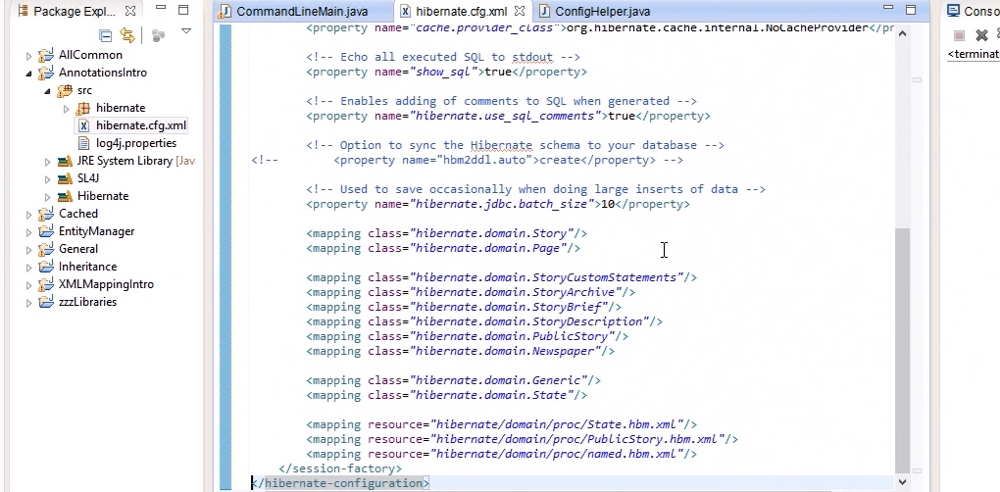 Package Expl...
CommandLineMain.java
hibernate.cfg.xml
ConfigHelper.java
Conso
AllCommon
AnnotationsIntro
src
hibernate
hibernate.cfg.xml
log4j.properties
JRE System Library [Jav
SL4J
Hibernate
Cached
EntityManager
General
Inheritance
XMLMappingIntro
zzzLibraries
<property name="cache.provider_class">org.hibernate.cache.internal.NoCacheProvider</pr
<!-- Echo all executed SQL to stdout -->
<property name="show_sql">true</property>
<!-- Enables adding of comments to SQL when generated -->
<property name="hibernate.use_sql_comments">true</property>
<!-- Option to sync the Hibernate schema to your database -->
<!-- <property name="hbm2ddl.auto">create</property> -->
<!-- Used to save occasionally when doing large inserts of data -->
<property name="hibernate.jdbc.batch_size">10</property>
<mapping class="hibernate.domain.Story"/>
<mapping class="hibernate.domain.Page"/>
<mapping class="hibernate.domain.StoryCustomStatements"/>
<mapping class="hibernate.domain.StoryArchive"/>
<mapping class="hibernate.domain.StoryBrief"/>
<mapping class="hibernate.domain.StoryDescription"/>
<mapping class="hibernate.domain.PublicStory"/>
<mapping class="hibernate.domain.Newspaper"/>
<mapping class="hibernate.domain.Generic"/>
<mapping class="hibernate.domain.State"/>
<mapping resource="hibernate/domain/proc/State.hbm.xml"/>
<mapping resource="hibernate/domain/proc/PublicStory.hbm.xml"/>
<mapping resource="hibernate/domain/proc/named.hbm.xml"/>
</session-factory>
</hibernate-configuration>
<terminat